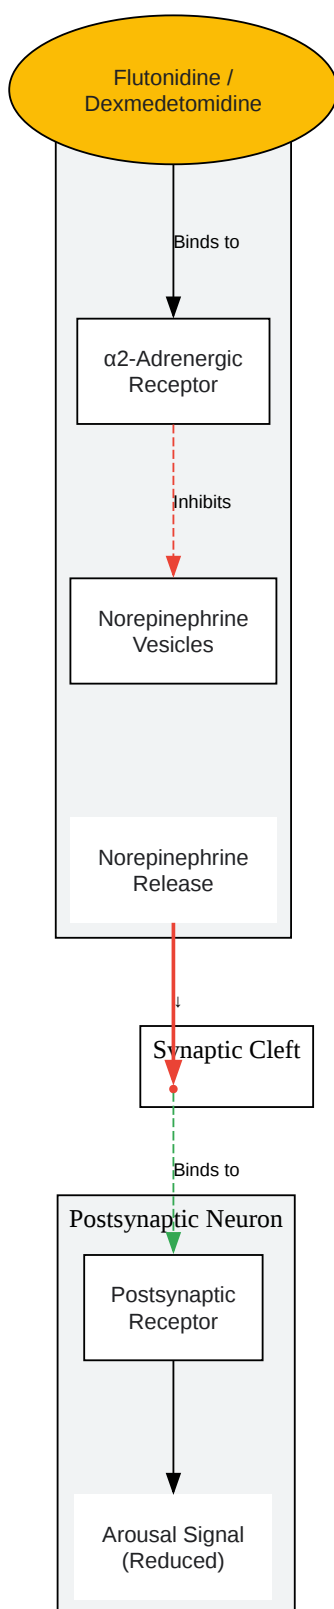 Flutonidine /
Dexmedetomidine
Binds to
α2-Adrenergic
Receptor
Inhibits
Norepinephrine
Vesicles
Norepinephrine
Release
↓
Synaptic Cleft
Binds to
Postsynaptic Neuron
Postsynaptic
Receptor
Arousal Signal
(Reduced)